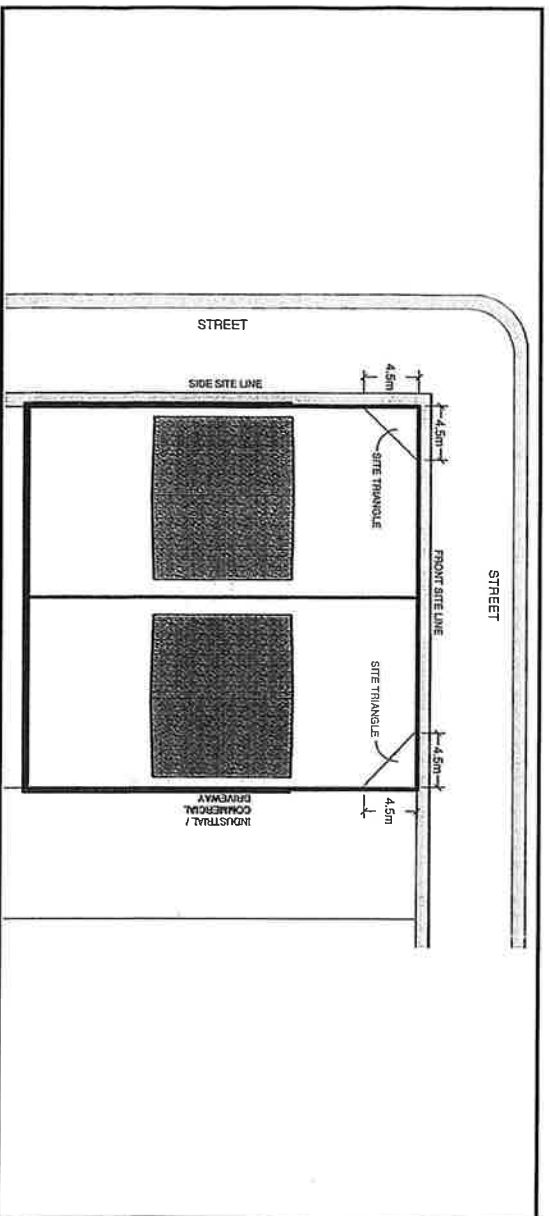 STREET
SIDE SITE LINE
4.5m
4.5m
SITE TRIANGLE
FRONT SITE LINE
STREET
SITE TRIANGLE
4.5m
4.5m
INDUSTRIAL /
COMMERCIAL
DRIVEWAY